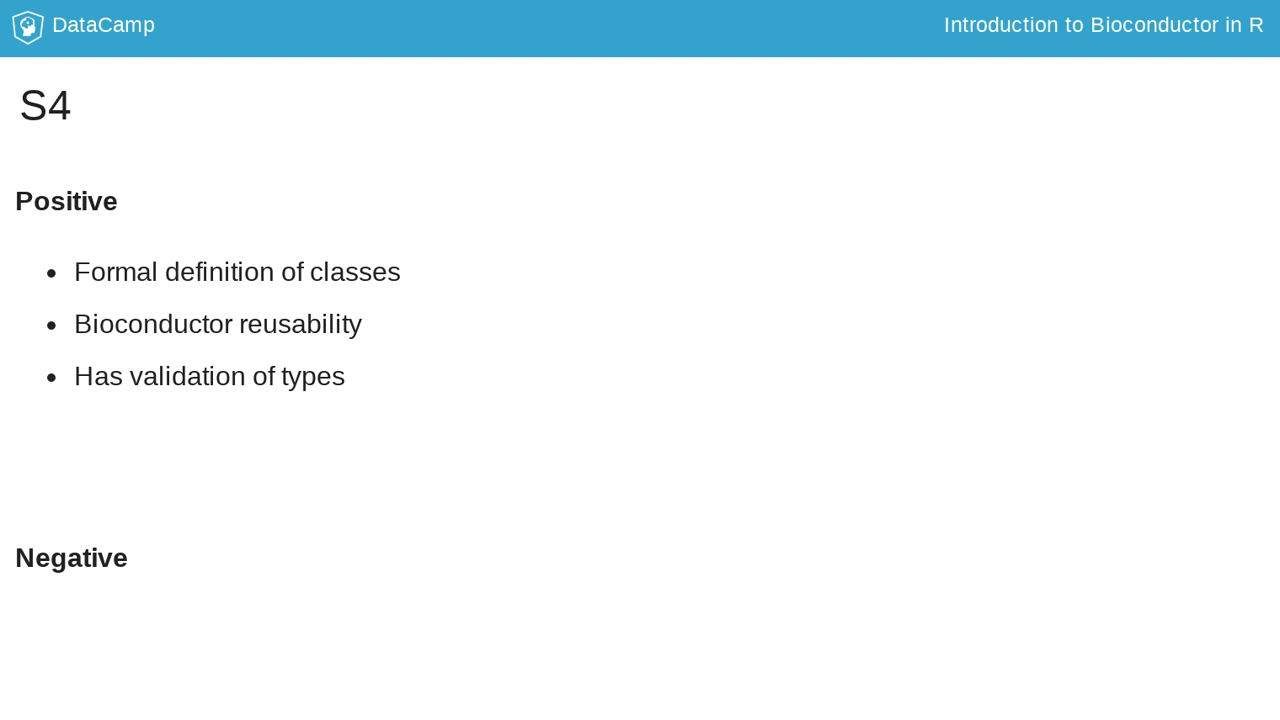 DataCamp
Introduction to Bioconductor in R
S4
Positive
Formal definition of classes
Bioconductor reusability
Has validation of types
Negative